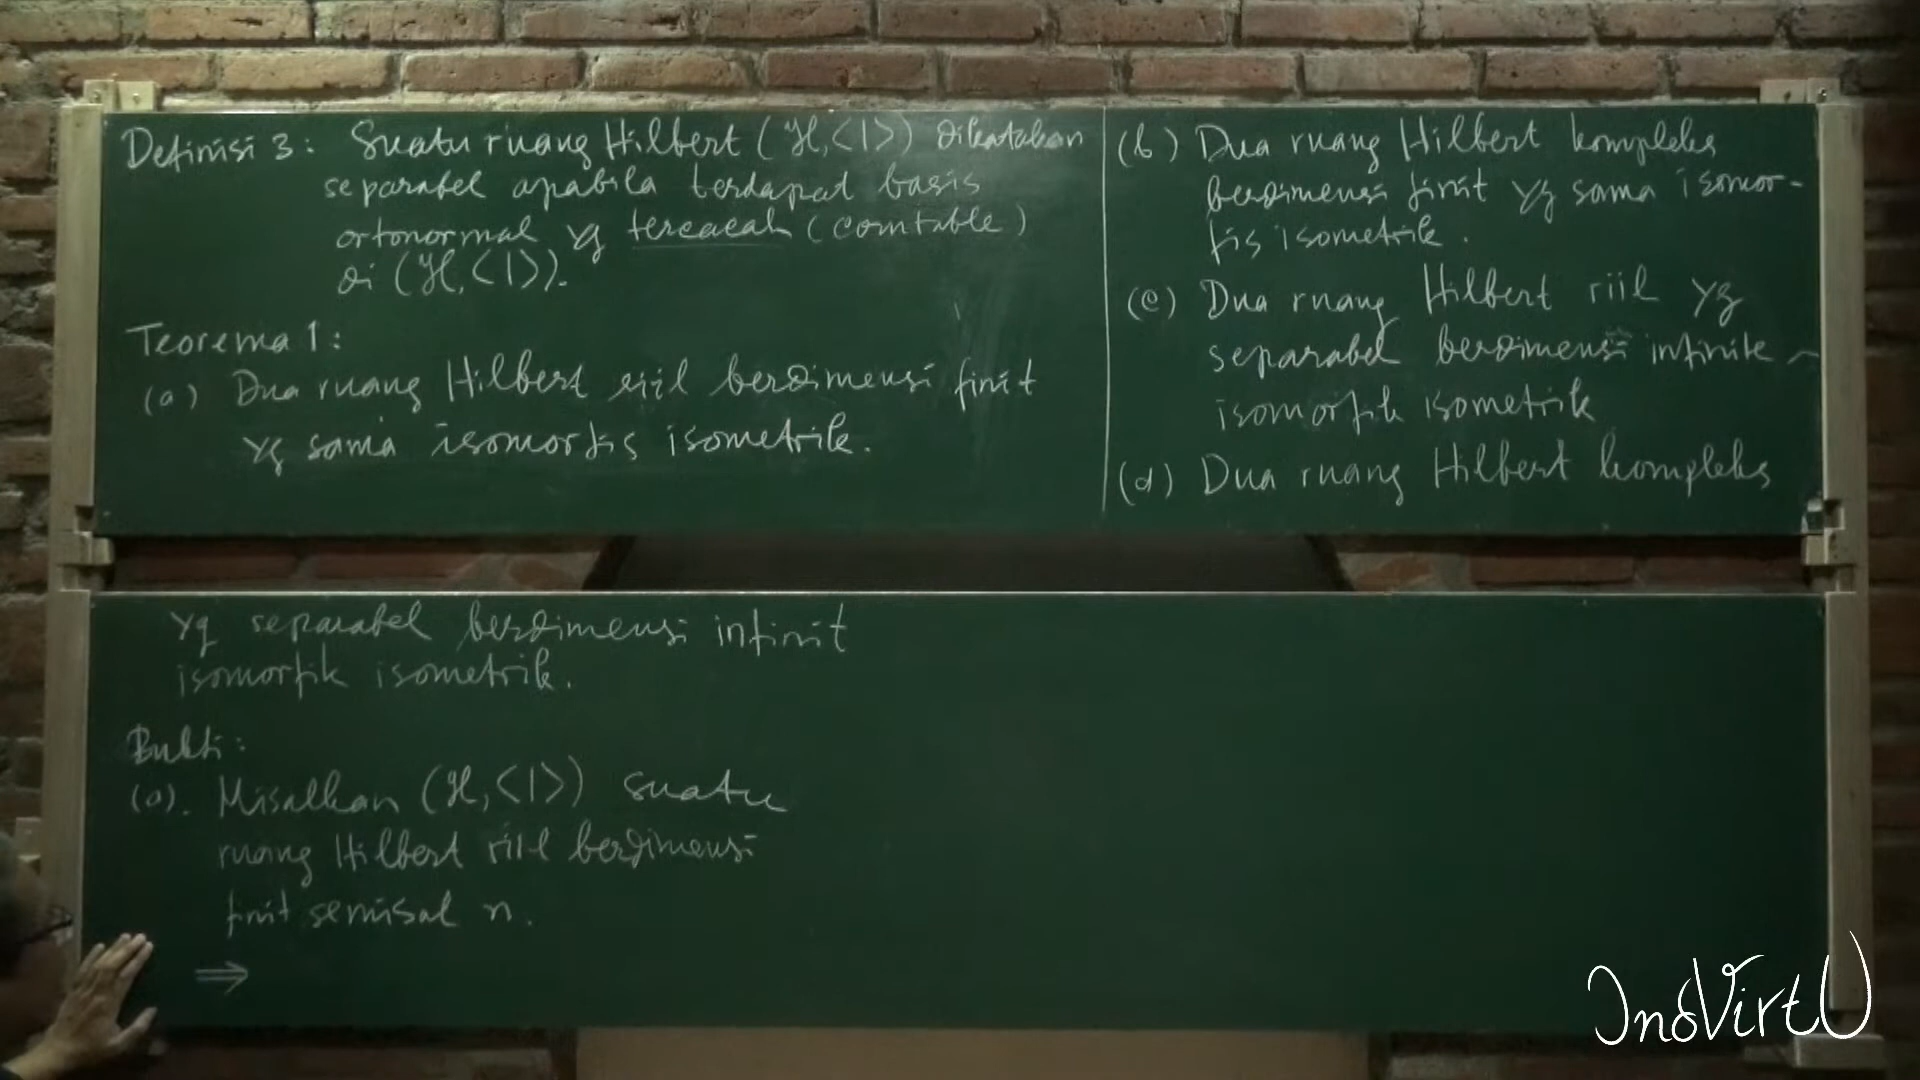 Definisi 3: Suatu ruang Hilbert (ℋ,<|>) dikatakan
separabel apabila terdapat basis
ortonormal yg tercacah (countable)
di (ℋ,<|>).
Teorema 1:
(a) Dua ruang Hilbert riil berdimensi finit
yg sama isomorfis isometrik.
(b) Dua ruang Hilbert kompleks
berdimensi finit yg sama isomor-
fis isometrik.
(c) Dua ruang Hilbert riil yg
separabel berdimensi infinite
isomorfik isometrik
(d) Dua ruang Hilbert kompleks
yg separabel berdimensi infinit
isomorfik isometrik.
Bukti:
(a). Misalkan (ℋ,<|>) suatu
ruang Hilbert riil berdimensi
finit semisal n.
⇒
InoVirtU